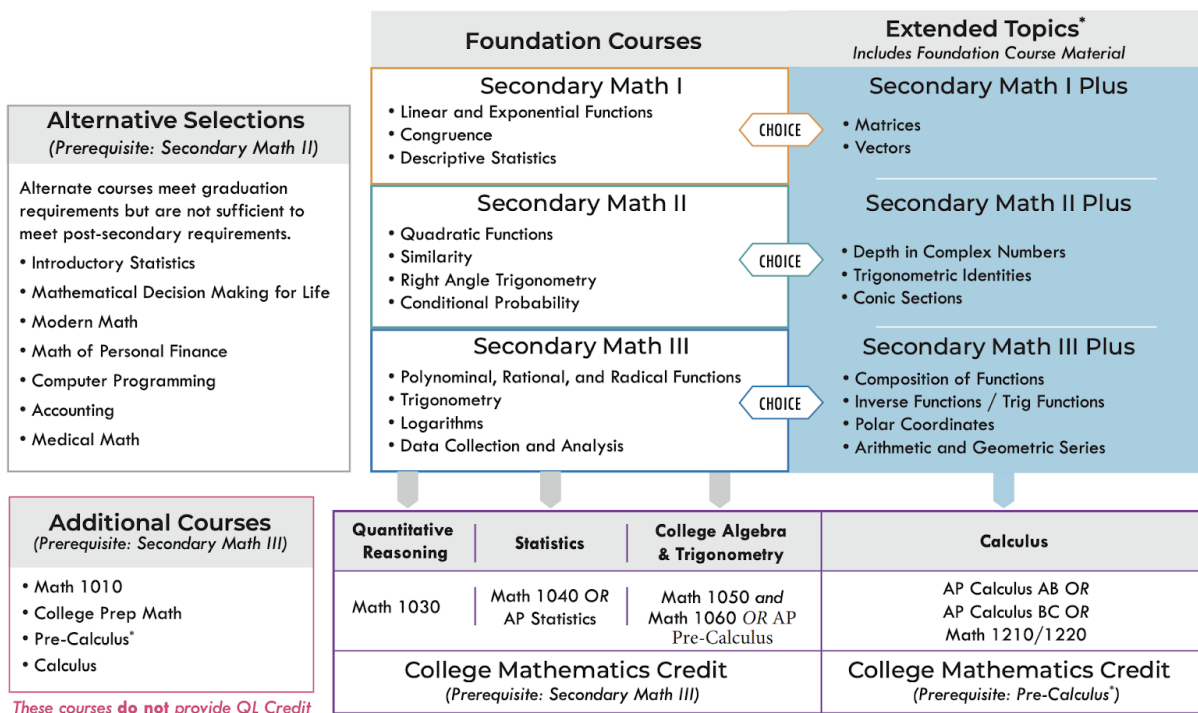 Foundation Courses
Extended Topics*
Includes Foundation Course Material
Alternative Selections
(Prerequisite: Secondary Math II)
Alternate courses meet graduation
requirements but are not sufficient to
meet post-secondary requirements.
• Introductory Statistics
• Mathematical Decision Making for Life
• Modern Math
• Math of Personal Finance
• Computer Programming
• Accounting
• Medical Math
Secondary Math I
• Linear and Exponential Functions
• Congruence
• Descriptive Statistics
CHOICE
Secondary Math I Plus
• Matrices
• Vectors
Secondary Math II
• Quadratic Functions
• Similarity
• Right Angle Trigonometry
• Conditional Probability
CHOICE
Secondary Math II Plus
• Depth in Complex Numbers
• Trigonometric Identities
• Conic Sections
Secondary Math III
• Polynominal, Rational, and Radical Functions
• Trigonometry
• Logarithms
• Data Collection and Analysis
CHOICE
Secondary Math III Plus
• Composition of Functions
• Inverse Functions / Trig Functions
• Polar Coordinates
• Arithmetic and Geometric Series
Additional Courses
(Prerequisite: Secondary Math III)
• Math 1010
• College Prep Math
• Pre-Calculus*
• Calculus
These courses do not provide QL Credit
Quantitative
Reasoning
Statistics
College Algebra
& Trigonometry
Calculus
Math 1030
Math 1040 OR
AP Statistics
Math 1050 and
Math 1060 OR AP
Pre-Calculus
AP Calculus AB OR
AP Calculus BC OR
Math 1210/1220
College Mathematics Credit
(Prerequisite: Secondary Math III)
College Mathematics Credit
(Prerequisite: Pre-Calculus*)